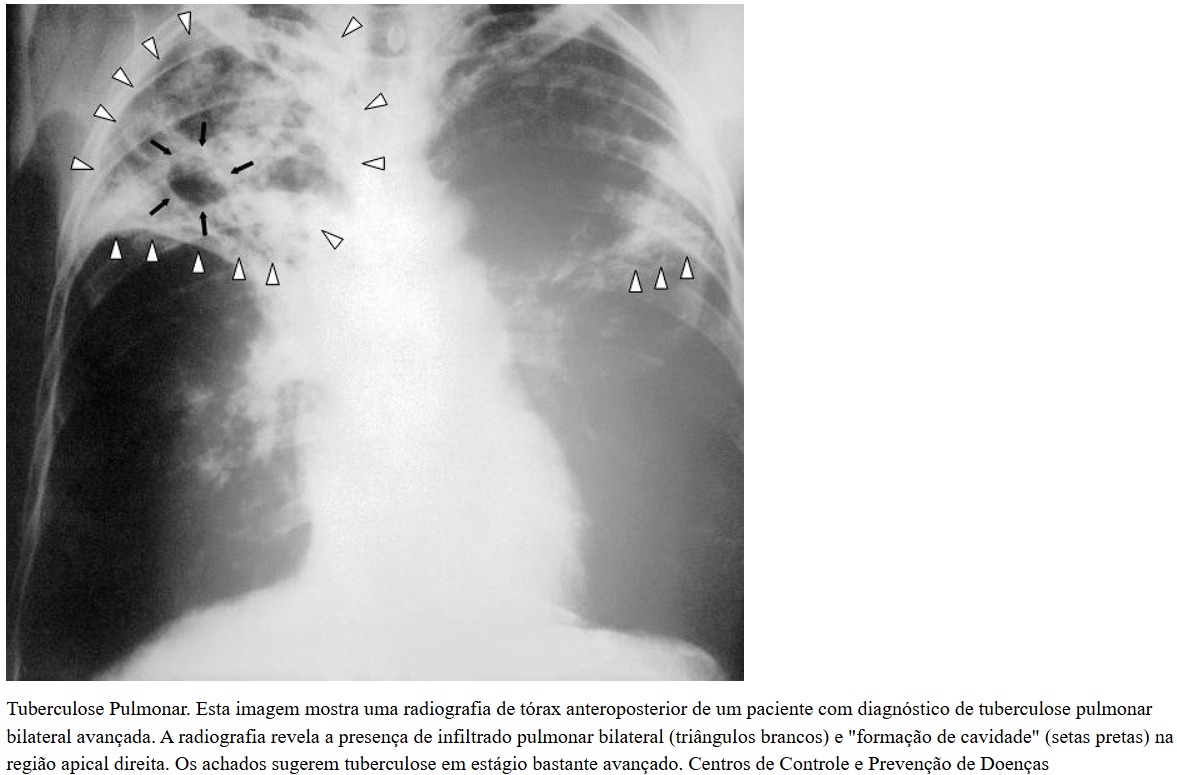 Tuberculose Pulmonar. Esta imagem mostra uma radiografia de tórax anteroposterior de um paciente com diagnóstico de tuberculose pulmonar
bilateral avançada. A radiografia revela a presença de infiltrado pulmonar bilateral (triângulos brancos) e "formação de cavidade" (setas pretas) na
região apical direita. Os achados sugerem tuberculose em estágio bastante avançado. Centros de Controle e Prevenção de Doenças